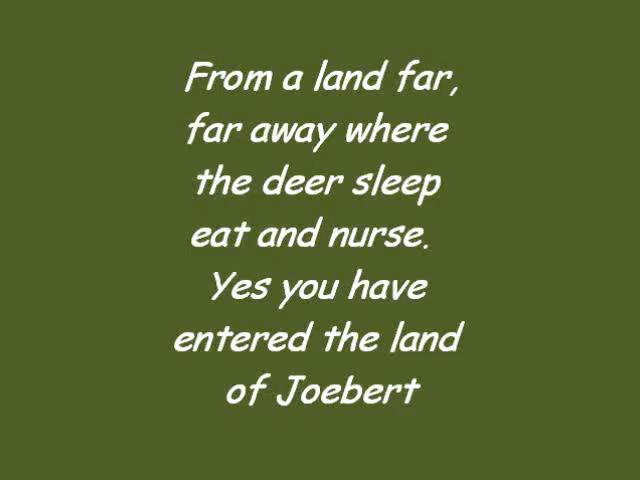 From a land far,
far away where
the deer sleep
eat and nurse.
Yes you have
entered the land
of Joebert